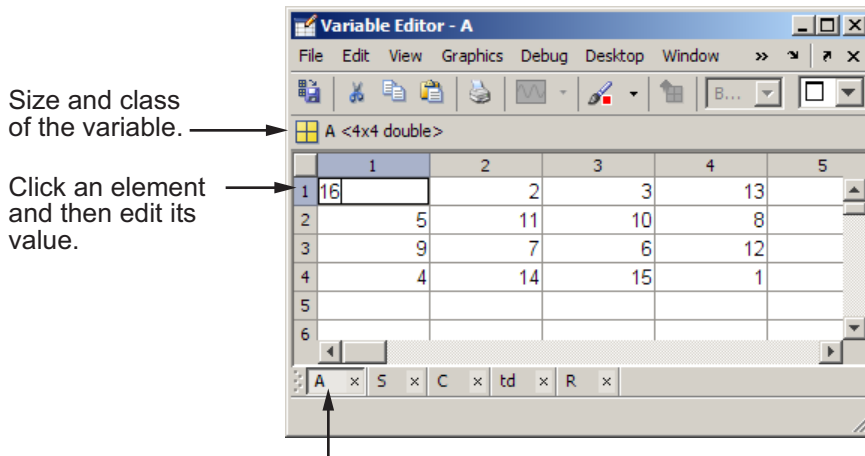 Variable Editor - A
File Edit View Graphics Debug Desktop Window »
B...
Size and class
of the variable.
A <4x4 double>
1 2 3 4 5
Click an element
and then edit its
value.
1 16 2 3 13
2 5 11 10 8
3 9 7 6 12
4 4 14 15 1
5
6
A × S × C × td × R ×